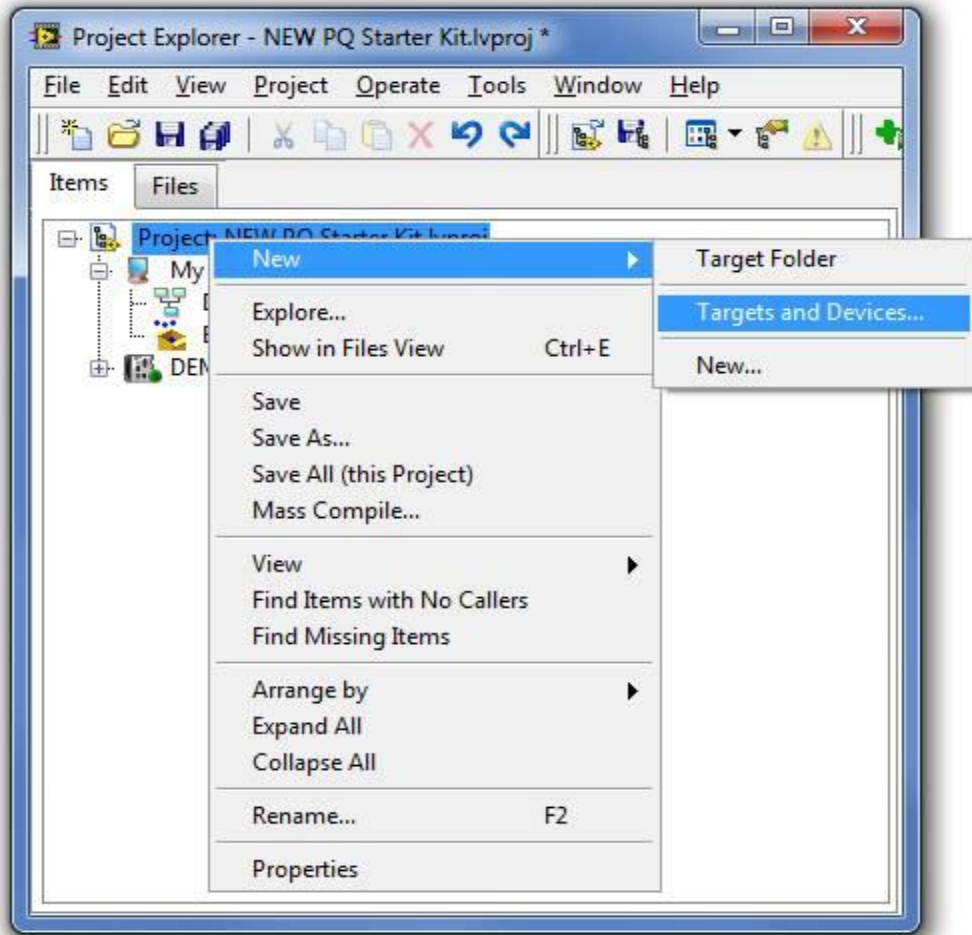 Project Explorer - NEW PQ Starter Kit.lvproj *
File Edit View Project Operate Tools Window Help
Items Files
Project: NEW PQ Starter Kit.lvproj
My
DEM
New
Explore...
Show in Files View Ctrl+E
Save
Save As...
Save All (this Project)
Mass Compile...
View
Find Items with No Callers
Find Missing Items
Arrange by
Expand All
Collapse All
Rename... F2
Properties
Target Folder
Targets and Devices...
New...